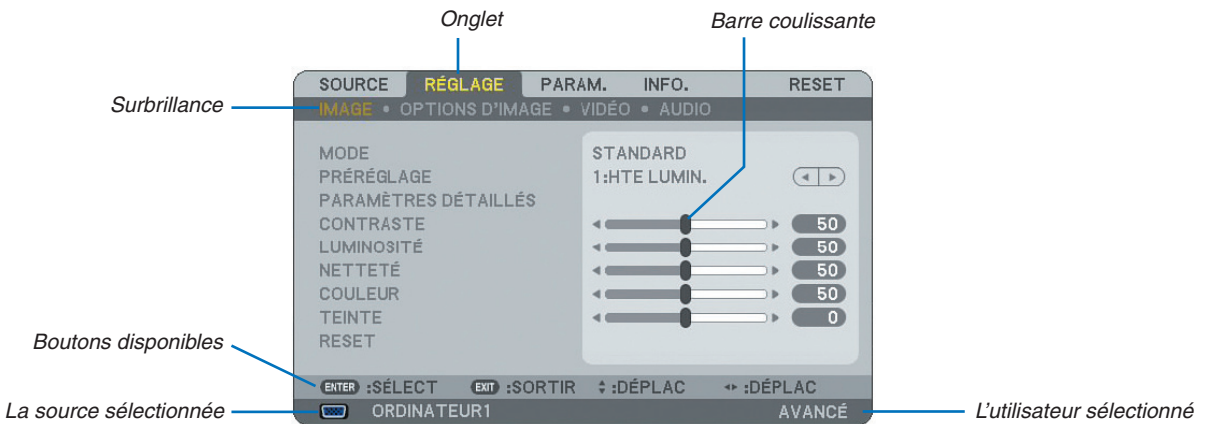 Onglet
Barre coulissante
SOURCE RÉGLAGE PARAM. INFO. RESET
Surbrillance
IMAGE • OPTIONS D'IMAGE • VIDÉO • AUDIO
MODE STANDARD
PRÉRÉGLAGE 1:HTE LUMIN.
PARAMÈTRES DÉTAILLÉS
CONTRASTE 50
LUMINOSITÉ 50
NETTETÉ 50
COULEUR 50
TEINTE 0
RESET
Boutons disponibles
ENTER :SÉLECT EXIT :SORTIR :DÉPLAC :DÉPLAC
La source sélectionnée
ORDINATEUR1 AVANCÉ
L'utilisateur sélectionné